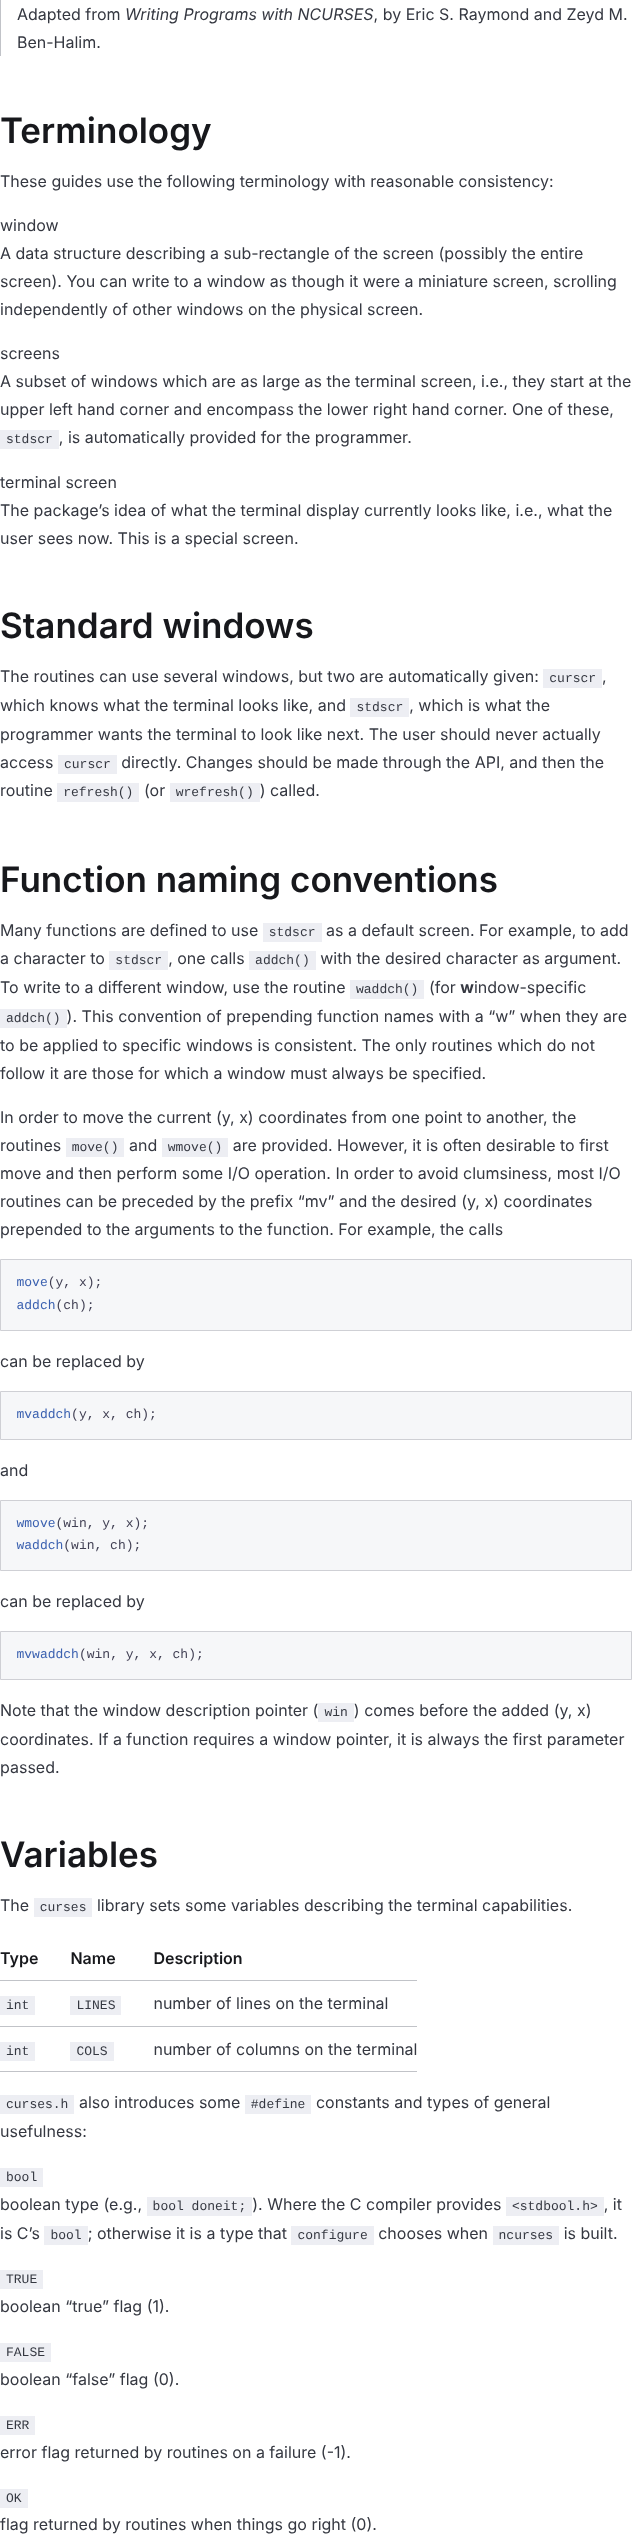 Adapted from Writing Programs with NCURSES, by Eric S. Raymond and Zeyd M.
Ben-Halim.
Terminology
These guides use the following terminology with reasonable consistency:
window
A data structure describing a sub-rectangle of the screen (possibly the entire
screen). You can write to a window as though it were a miniature screen, scrolling
independently of other windows on the physical screen.
screens
A subset of windows which are as large as the terminal screen, i.e., they start at the
upper left hand corner and encompass the lower right hand corner. One of these,
stdscr, is automatically provided for the programmer.
terminal screen
The package’s idea of what the terminal display currently looks like, i.e., what the
user sees now. This is a special screen.
Standard windows
The routines can use several windows, but two are automatically given: curscr,
which knows what the terminal looks like, and stdscr, which is what the
programmer wants the terminal to look like next. The user should never actually
access curscr directly. Changes should be made through the API, and then the
routine refresh() (or wrefresh()) called.
Function naming conventions
Many functions are defined to use stdscr as a default screen. For example, to add
a character to stdscr, one calls addch() with the desired character as argument.
To write to a different window, use the routine waddch() (for window-specific
addch()). This convention of prepending function names with a “w” when they are
to be applied to specific windows is consistent. The only routines which do not
follow it are those for which a window must always be specified.
In order to move the current (y, x) coordinates from one point to another, the
routines move() and wmove() are provided. However, it is often desirable to first
move and then perform some I/O operation. In order to avoid clumsiness, most I/O
routines can be preceded by the prefix “mv” and the desired (y, x) coordinates
prepended to the arguments to the function. For example, the calls
move(y, x);
addch(ch);
can be replaced by
mvaddch(y, x, ch);
and
wmove(win, y, x);
waddch(win, ch);
can be replaced by
mvwaddch(win, y, x, ch);
Note that the window description pointer (win) comes before the added (y, x)
coordinates. If a function requires a window pointer, it is always the first parameter
passed.
Variables
The curses library sets some variables describing the terminal capabilities.
Type Name Description
int LINES number of lines on the terminal
int COLS number of columns on the terminal
curses.h also introduces some #define constants and types of general
usefulness:
bool
boolean type (e.g., bool doneit;). Where the C compiler provides <stdbool.h>, it
is C’s bool; otherwise it is a type that configure chooses when ncurses is built.
TRUE
boolean “true” flag (1).
FALSE
boolean “false” flag (0).
ERR
error flag returned by routines on a failure (-1).
OK
flag returned by routines when things go right (0).